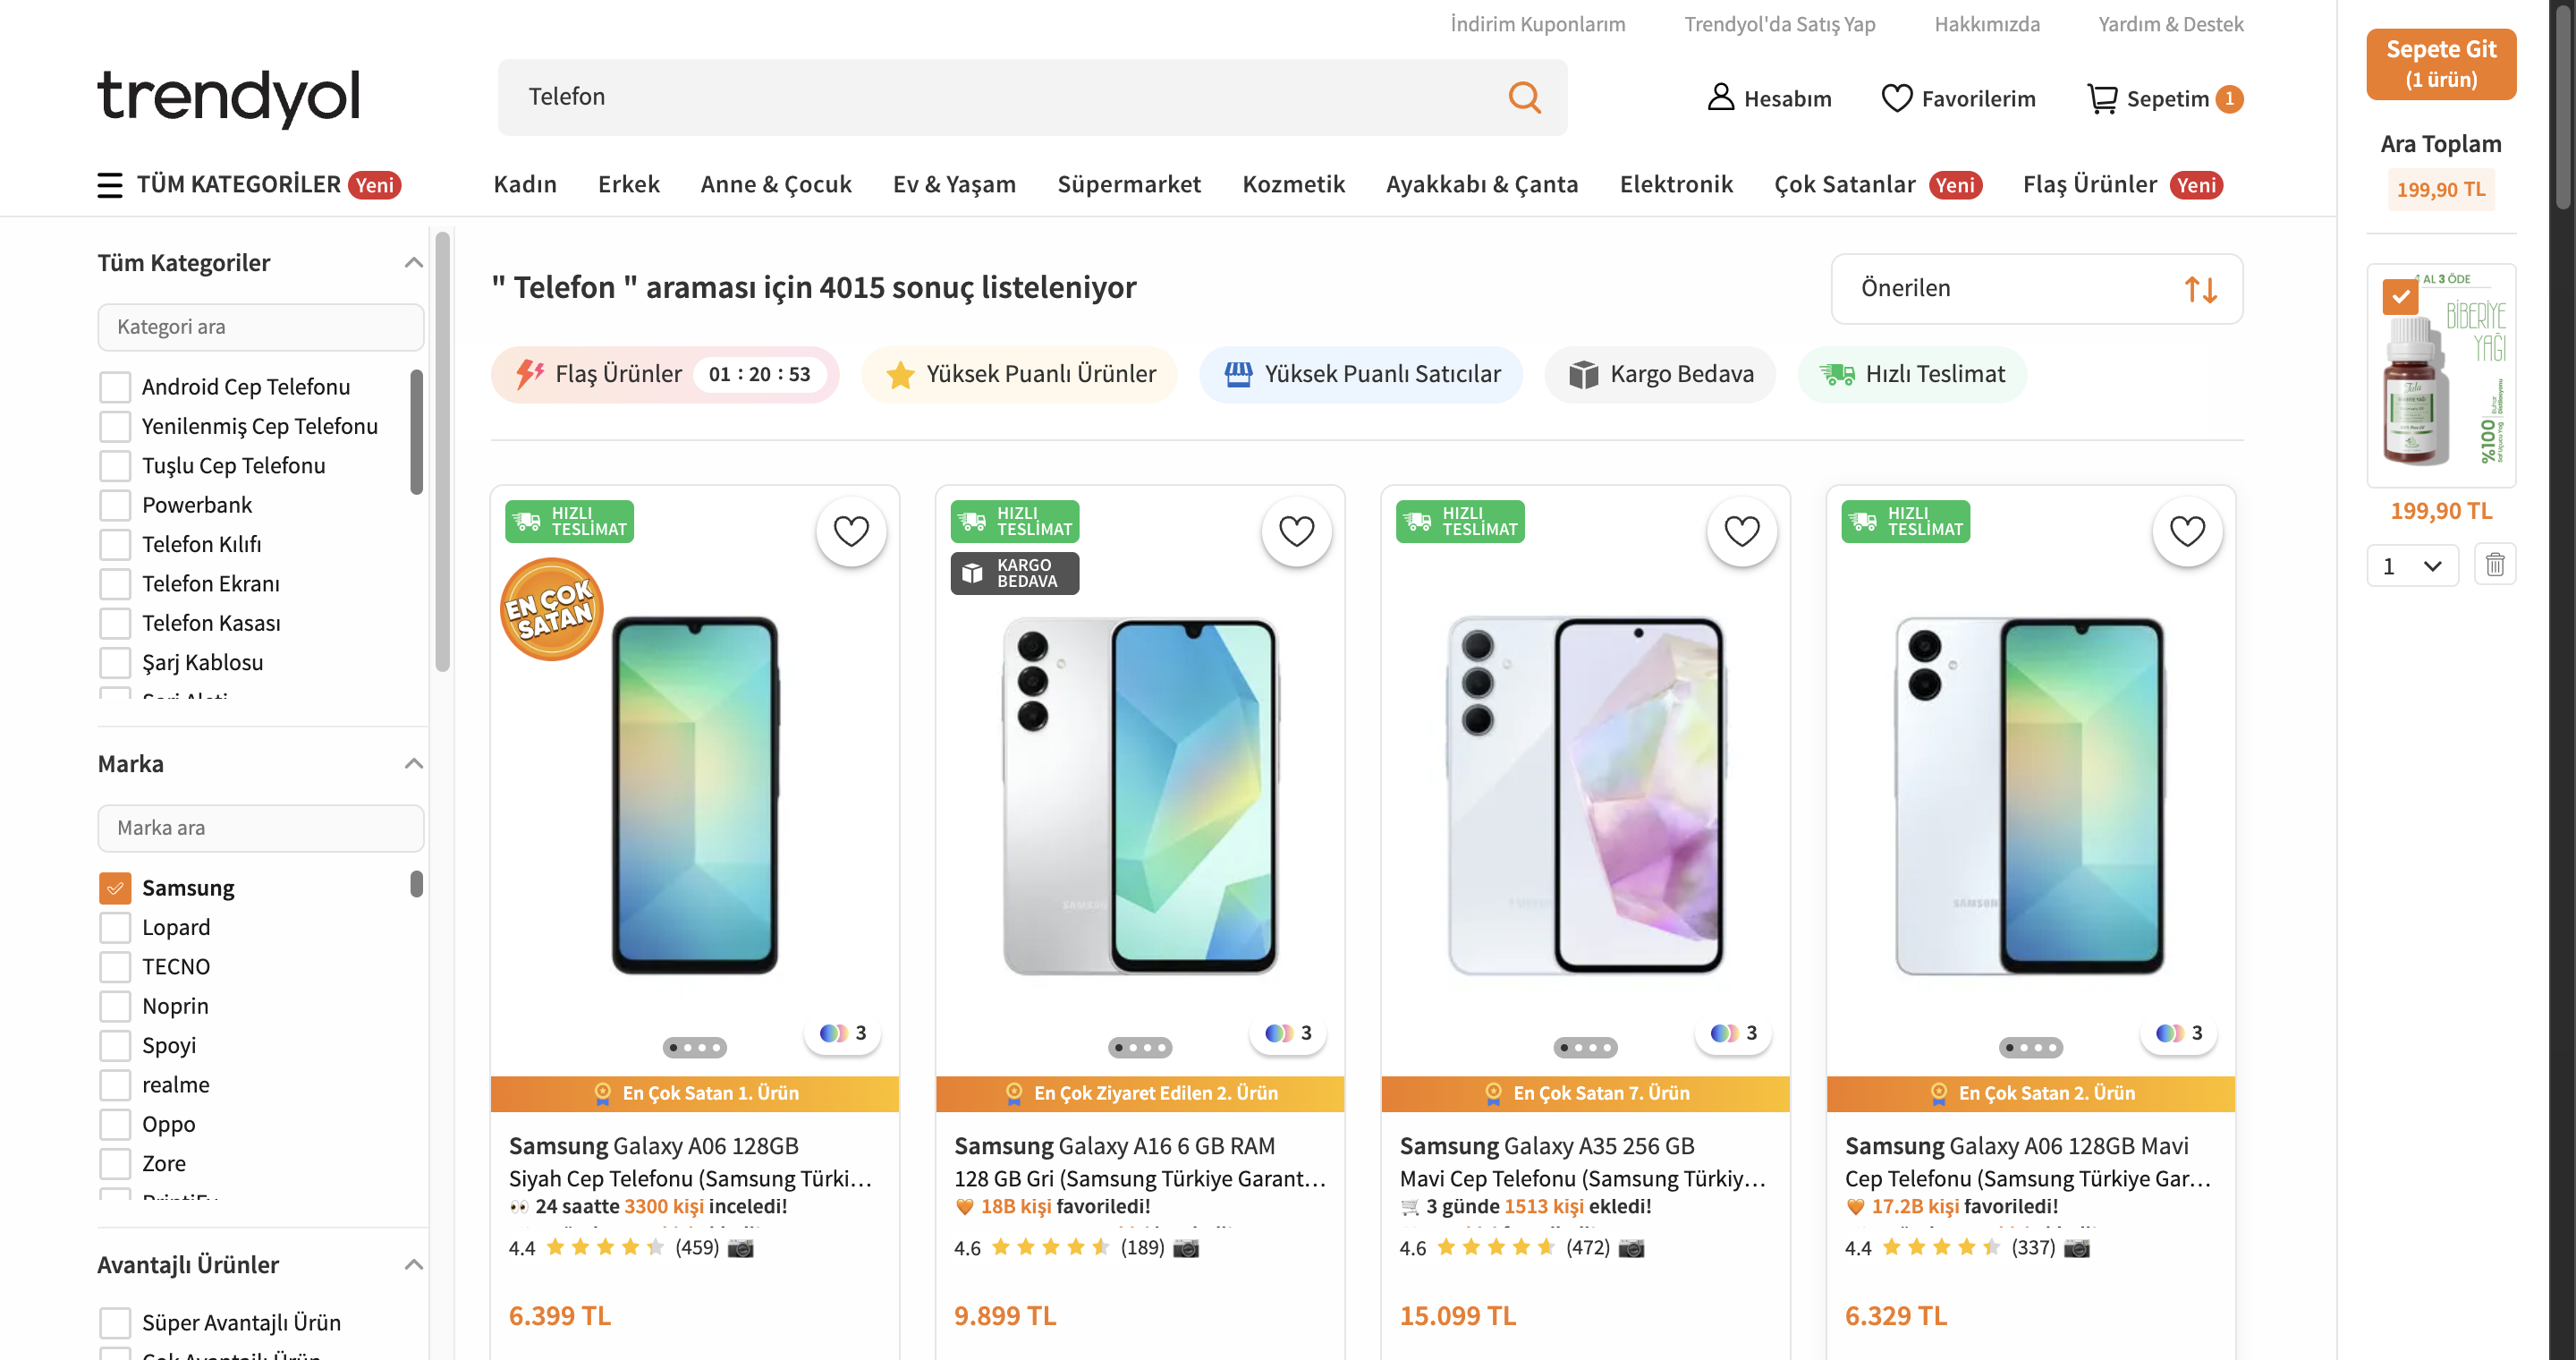 İndirim Kuponlarım Trendyol'da Satış Yap Hakkımızda Yardım & Destek
trendyol
Telefon
Hesabım Favorilerim Sepetim 1
TÜM KATEGORİLER Yeni
Kadın Erkek Anne & Çocuk Ev & Yaşam Süpermarket Kozmetik Ayakkabı & Çanta Elektronik Çok Satanlar Yeni Flaş Ürünler Yeni
Tüm Kategoriler
Kategori ara
Android Cep Telefonu
Yenilenmiş Cep Telefonu
Tuşlu Cep Telefonu
Powerbank
Telefon Kılıfı
Telefon Ekranı
Telefon Kasası
Şarj Kablosu
Marka
Marka ara
Samsung
Lopard
TECNO
Noprin
Spoyi
realme
Oppo
Zore
Avantajlı Ürünler
Süper Avantajlı Ürün
" Telefon " araması için 4015 sonuç listeleniyor
Önerilen
Flaş Ürünler 01 : 20 : 53
Yüksek Puanlı Ürünler
Yüksek Puanlı Satıcılar
Kargo Bedava
Hızlı Teslimat
HIZLI
TESLİMAT
EN ÇOK
SATAN
3
En Çok Satan 1. Ürün
Samsung Galaxy A06 128GB
Siyah Cep Telefonu (Samsung Türki...
24 saatte 3300 kişi inceledi!
4.4 (459)
6.399 TL
HIZLI
TESLİMAT
KARGO
BEDAVA
SAMSUNG
3
En Çok Ziyaret Edilen 2. Ürün
Samsung Galaxy A16 6 GB RAM
128 GB Gri (Samsung Türkiye Garant...
18B kişi favoriledi!
4.6 (189)
9.899 TL
HIZLI
TESLİMAT
3
En Çok Satan 7. Ürün
Samsung Galaxy A35 256 GB
Mavi Cep Telefonu (Samsung Türkiy...
3 günde 1513 kişi ekledi!
4.6 (472)
15.099 TL
HIZLI
TESLİMAT
SAMSUN
3
En Çok Satan 2. Ürün
Samsung Galaxy A06 128GB Mavi
Cep Telefonu (Samsung Türkiye Gar...
17.2B kişi favoriledi!
4.4 (337)
6.329 TL
Sepete Git
(1 ürün)
Ara Toplam
199,90 TL
AL 3 ÖDE
BİBERİYE
YAĞI
%100
199,90 TL
1